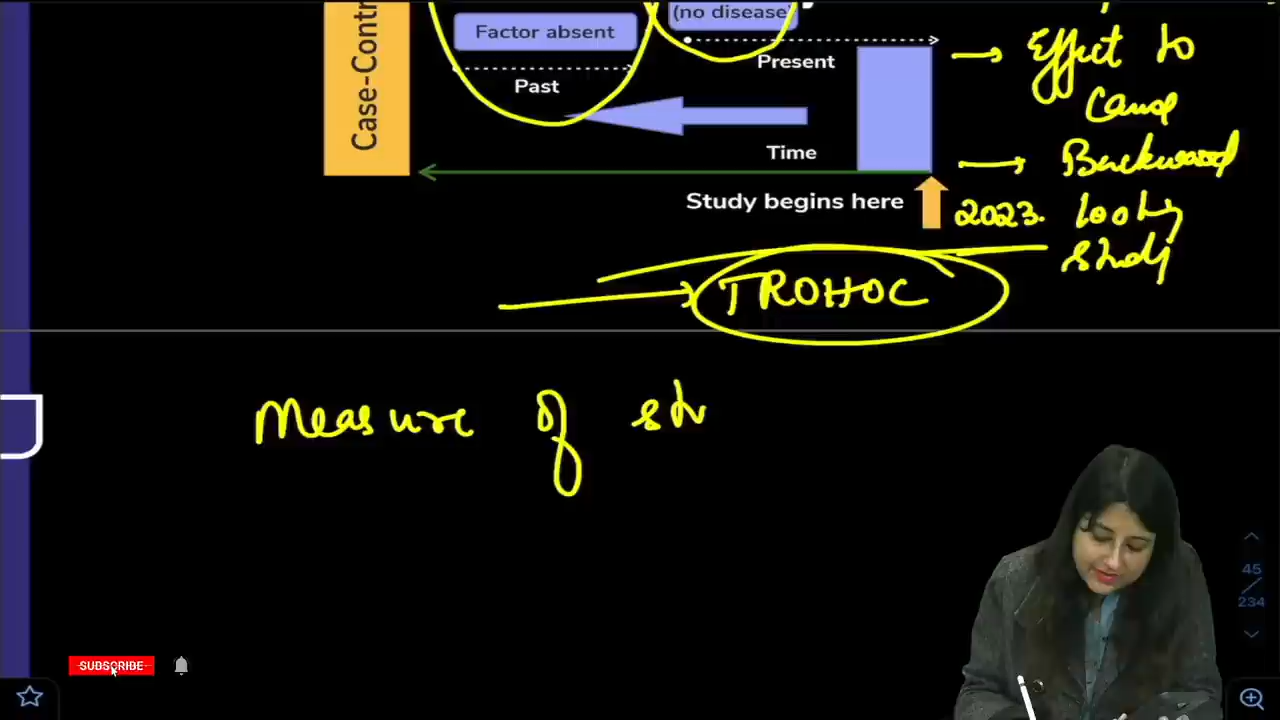 Case-Contr
Factor absent
(no disease)
Past
Present
Time
Study begins here
Effect to
Cause
Backward
2023. looking
study
TROHOC
Measure of str
45
234
SUBSCRIBE